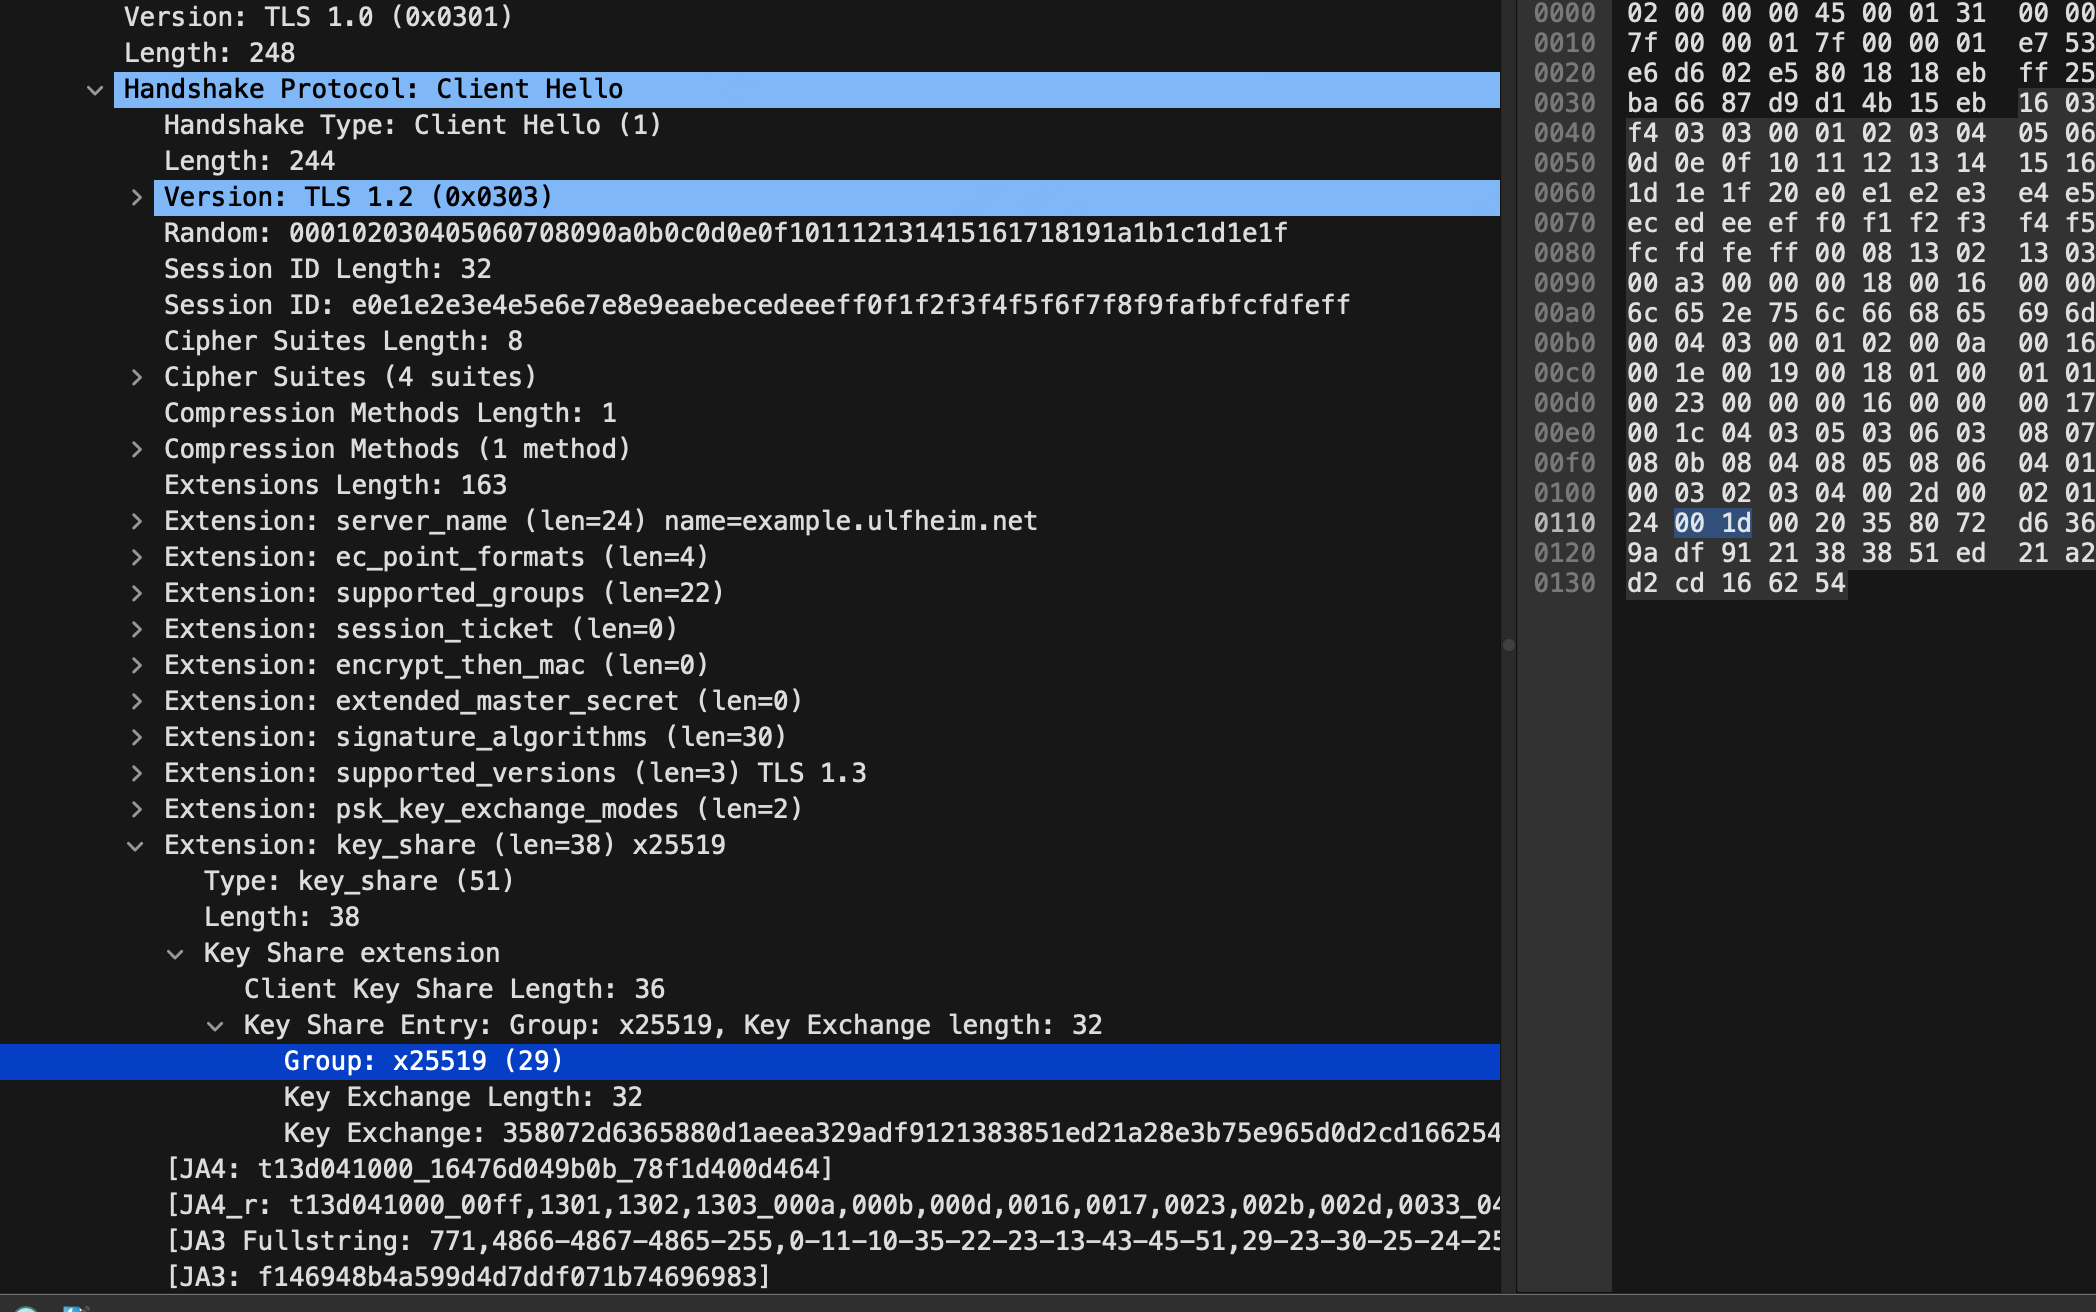 Version: TLS 1.0 (0x0301)
Length: 248
Handshake Protocol: Client Hello
Handshake Type: Client Hello (1)
Length: 244
Version: TLS 1.2 (0x0303)
Random: 000102030405060708090a0b0c0d0e0f101112131415161718191a1b1c1d1e1f
Session ID Length: 32
Session ID: e0e1e2e3e4e5e6e7e8e9eaebecedeeeff0f1f2f3f4f5f6f7f8f9fafbfcfdfeff
Cipher Suites Length: 8
Cipher Suites (4 suites)
Compression Methods Length: 1
Compression Methods (1 method)
Extensions Length: 163
Extension: server_name (len=24) name=example.ulfheim.net
Extension: ec_point_formats (len=4)
Extension: supported_groups (len=22)
Extension: session_ticket (len=0)
Extension: encrypt_then_mac (len=0)
Extension: extended_master_secret (len=0)
Extension: signature_algorithms (len=30)
Extension: supported_versions (len=3) TLS 1.3
Extension: psk_key_exchange_modes (len=2)
Extension: key_share (len=38) x25519
Type: key_share (51)
Length: 38
Key Share extension
Client Key Share Length: 36
Key Share Entry: Group: x25519, Key Exchange length: 32
Group: x25519 (29)
Key Exchange Length: 32
Key Exchange: 358072d6365880d1aeea329adf9121383851ed21a28e3b75e965d0d2cd166254
[JA4: t13d041000_16476d049b0b_78f1d400d464]
[JA4_r: t13d041000_00ff,1301,1302,1303_000a,000b,000d,0016,0017,0023,002b,002d,0033_04
[JA3 Fullstring: 771,4866-4867-4865-255,0-11-10-35-22-23-13-43-45-51,29-23-30-25-24-25
[JA3: f146948b4a599d4d7ddf071b74696983]
0000 02 00 00 00 45 00 01 31 00 00
0010 7f 00 00 01 7f 00 00 01 e7 53
0020 e6 d6 02 e5 80 18 18 eb ff 25
0030 ba 66 87 d9 d1 4b 15 eb 16 03
0040 f4 03 03 00 01 02 03 04 05 06
0050 0d 0e 0f 10 11 12 13 14 15 16
0060 1d 1e 1f 20 e0 e1 e2 e3 e4 e5
0070 ec ed ee ef f0 f1 f2 f3 f4 f5
0080 fc fd fe ff 00 08 13 02 13 03
0090 00 a3 00 00 00 18 00 16 00 00
00a0 6c 65 2e 75 6c 66 68 65 69 6d
00b0 00 04 03 00 01 02 00 0a 00 16
00c0 00 1e 00 19 00 18 01 00 01 01
00d0 00 23 00 00 00 16 00 00 00 17
00e0 00 1c 04 03 05 03 06 03 08 07
00f0 08 0b 08 04 08 05 08 06 04 01
0100 00 03 02 03 04 00 2d 00 02 01
0110 24 00 1d 00 20 35 80 72 d6 36
0120 9a df 91 21 38 38 51 ed 21 a2
0130 d2 cd 16 62 54